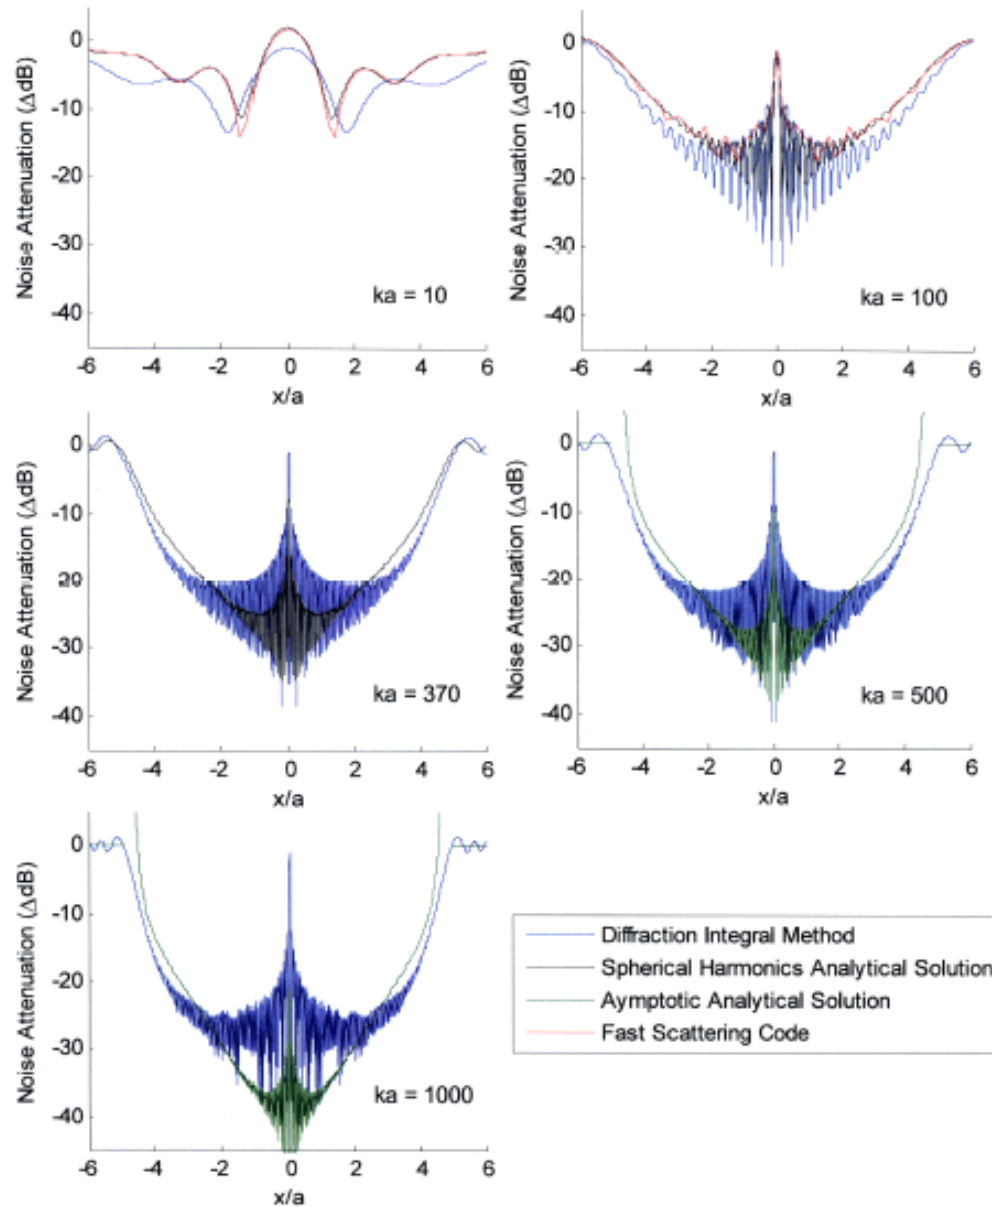 Noise Attenuation (ΔdB)
0
-10
-20
-30
-40
ka = 10
-6 -4 -2 0 2 4 6
x/a
Noise Attenuation (ΔdB)
0
-10
-20
-30
-40
ka = 100
-6 -4 -2 0 2 4 6
x/a
Noise Attenuation (ΔdB)
0
-10
-20
-30
-40
ka = 370
-6 -4 -2 0 2 4 6
x/a
Noise Attenuation (ΔdB)
0
-10
-20
-30
-40
ka = 500
-6 -4 -2 0 2 4 6
x/a
Noise Attenuation (ΔdB)
0
-10
-20
-30
-40
ka = 1000
-6 -4 -2 0 2 4 6
x/a
Diffraction Integral Method
Spherical Harmonics Analytical Solution
Aymptotic Analytical Solution
Fast Scattering Code